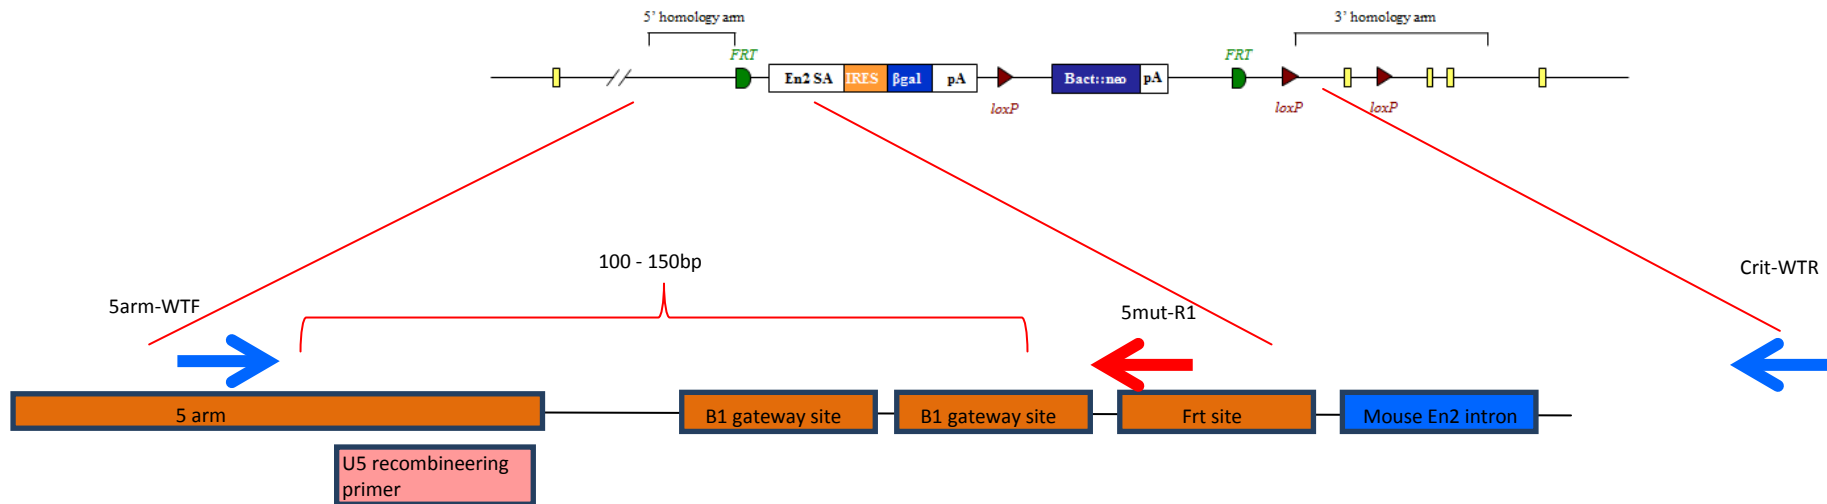 5' homology arm
3' homology arm
FRT
FRT
En2 SA
IRES
βgal
pA
Bact::neo
pA
loxP
loxP
loxP
100 - 150bp
Crit-WTR
5arm-WTF
5mut-R1
5 arm
B1 gateway site
B1 gateway site
Frt site
Mouse En2 intron
U5 recombineering
primer